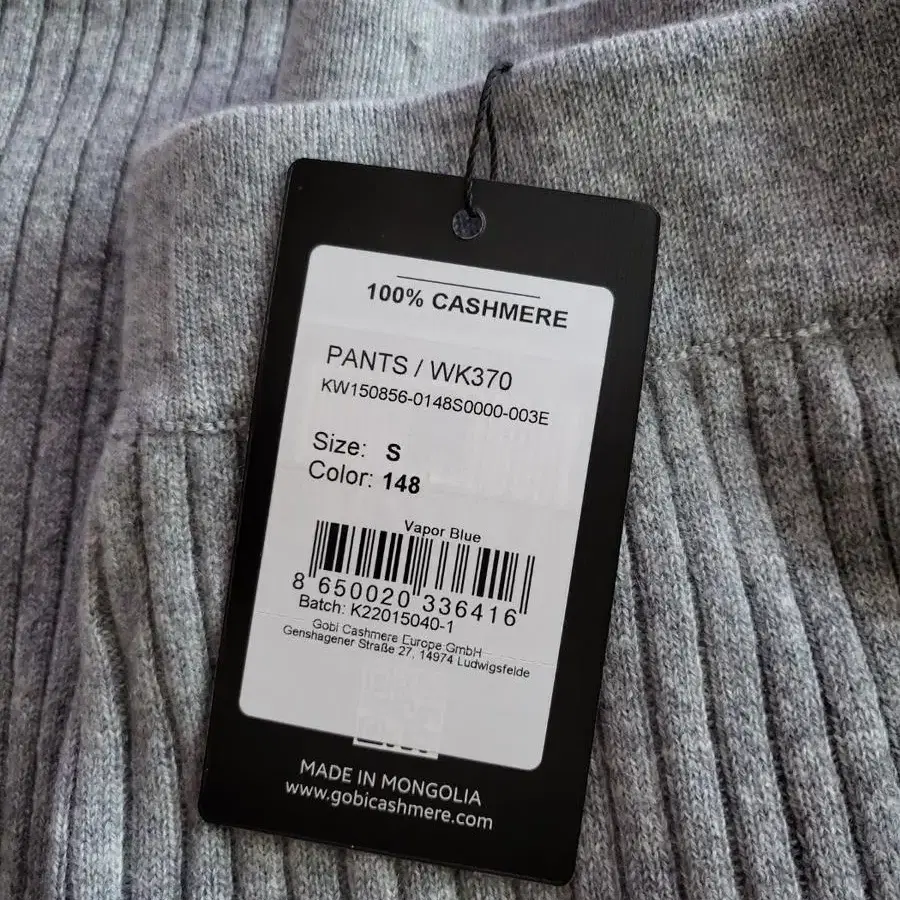 100% CASHMERE
PANTS / WK370
KW150856-0148S0000-003E
Size: S
Color: 148
Vapor Blue
8 650020 336416
Batch: K22015040-1
Gobi Cashmere Europe GmbH
Genshagener Straße 27, 14974 Ludwigsfelde
MADE IN MONGOLIA
www.gobicashmere.com